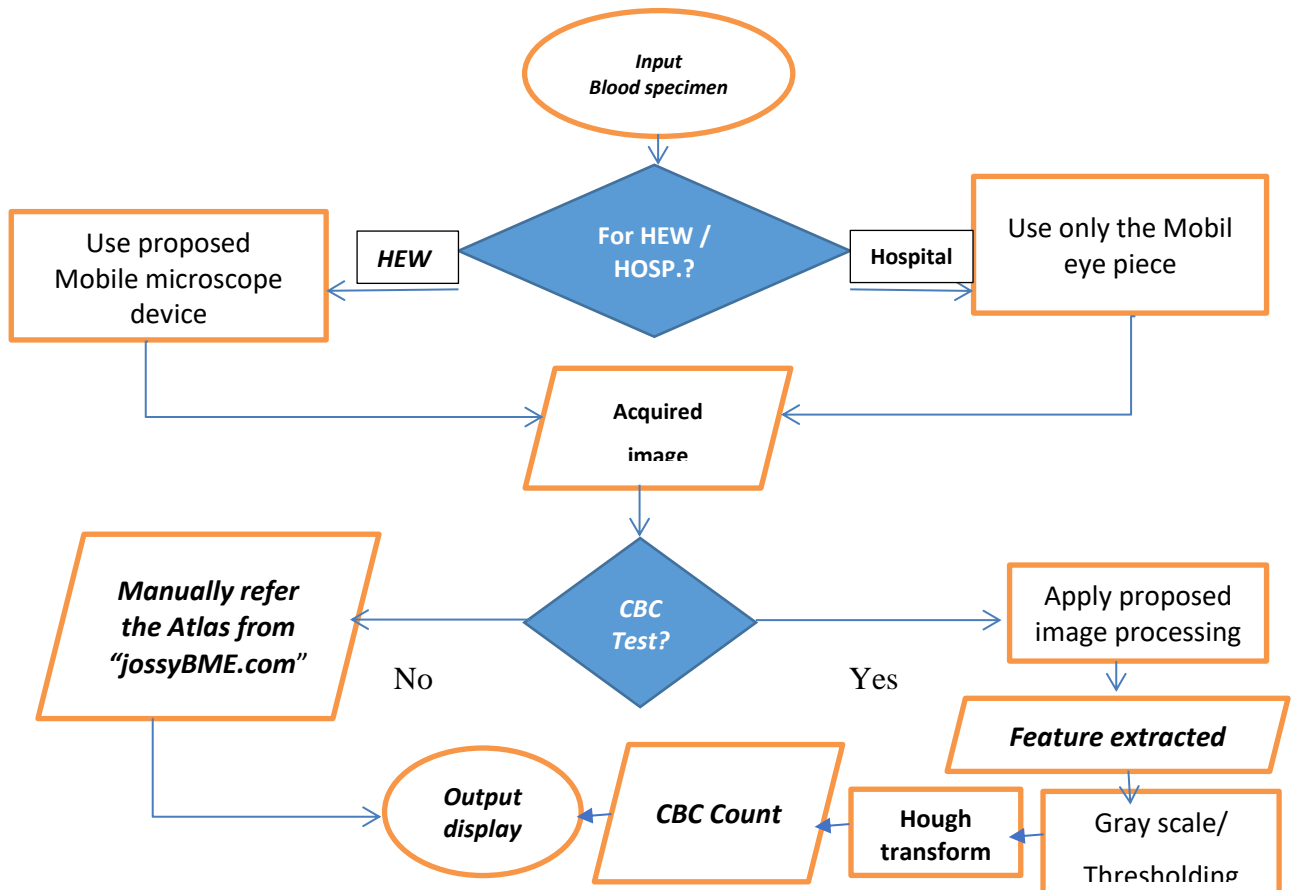 Input
Blood specimen
For HEW /
HOSP.?
HEW
Hospital
Use proposed
Mobile microscope
device
Use only the Mobil
eye piece
Acquired
image
CBC
Test?
Manually refer
the Atlas from
“jossyBME.com”
No
Yes
Apply proposed
image processing
Feature extracted
Gray scale/
Thresholding
Hough
transform
CBC Count
Output
display